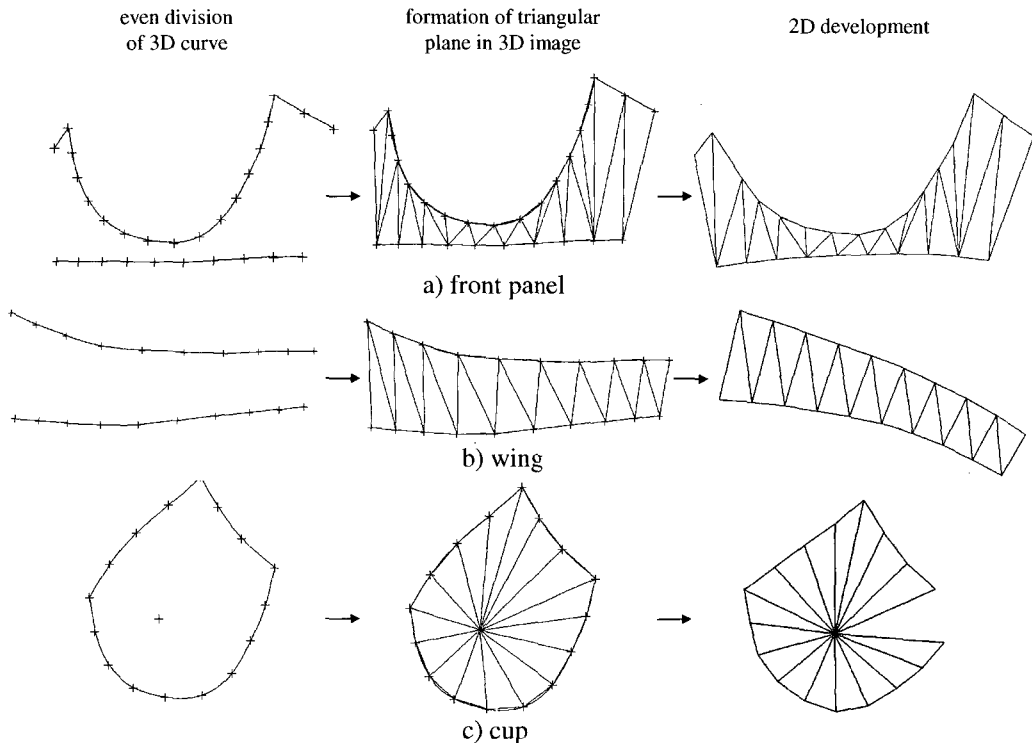 even division
of 3D curve
formation of triangular
plane in 3D image
2D development
a) front panel
b) wing
c) cup